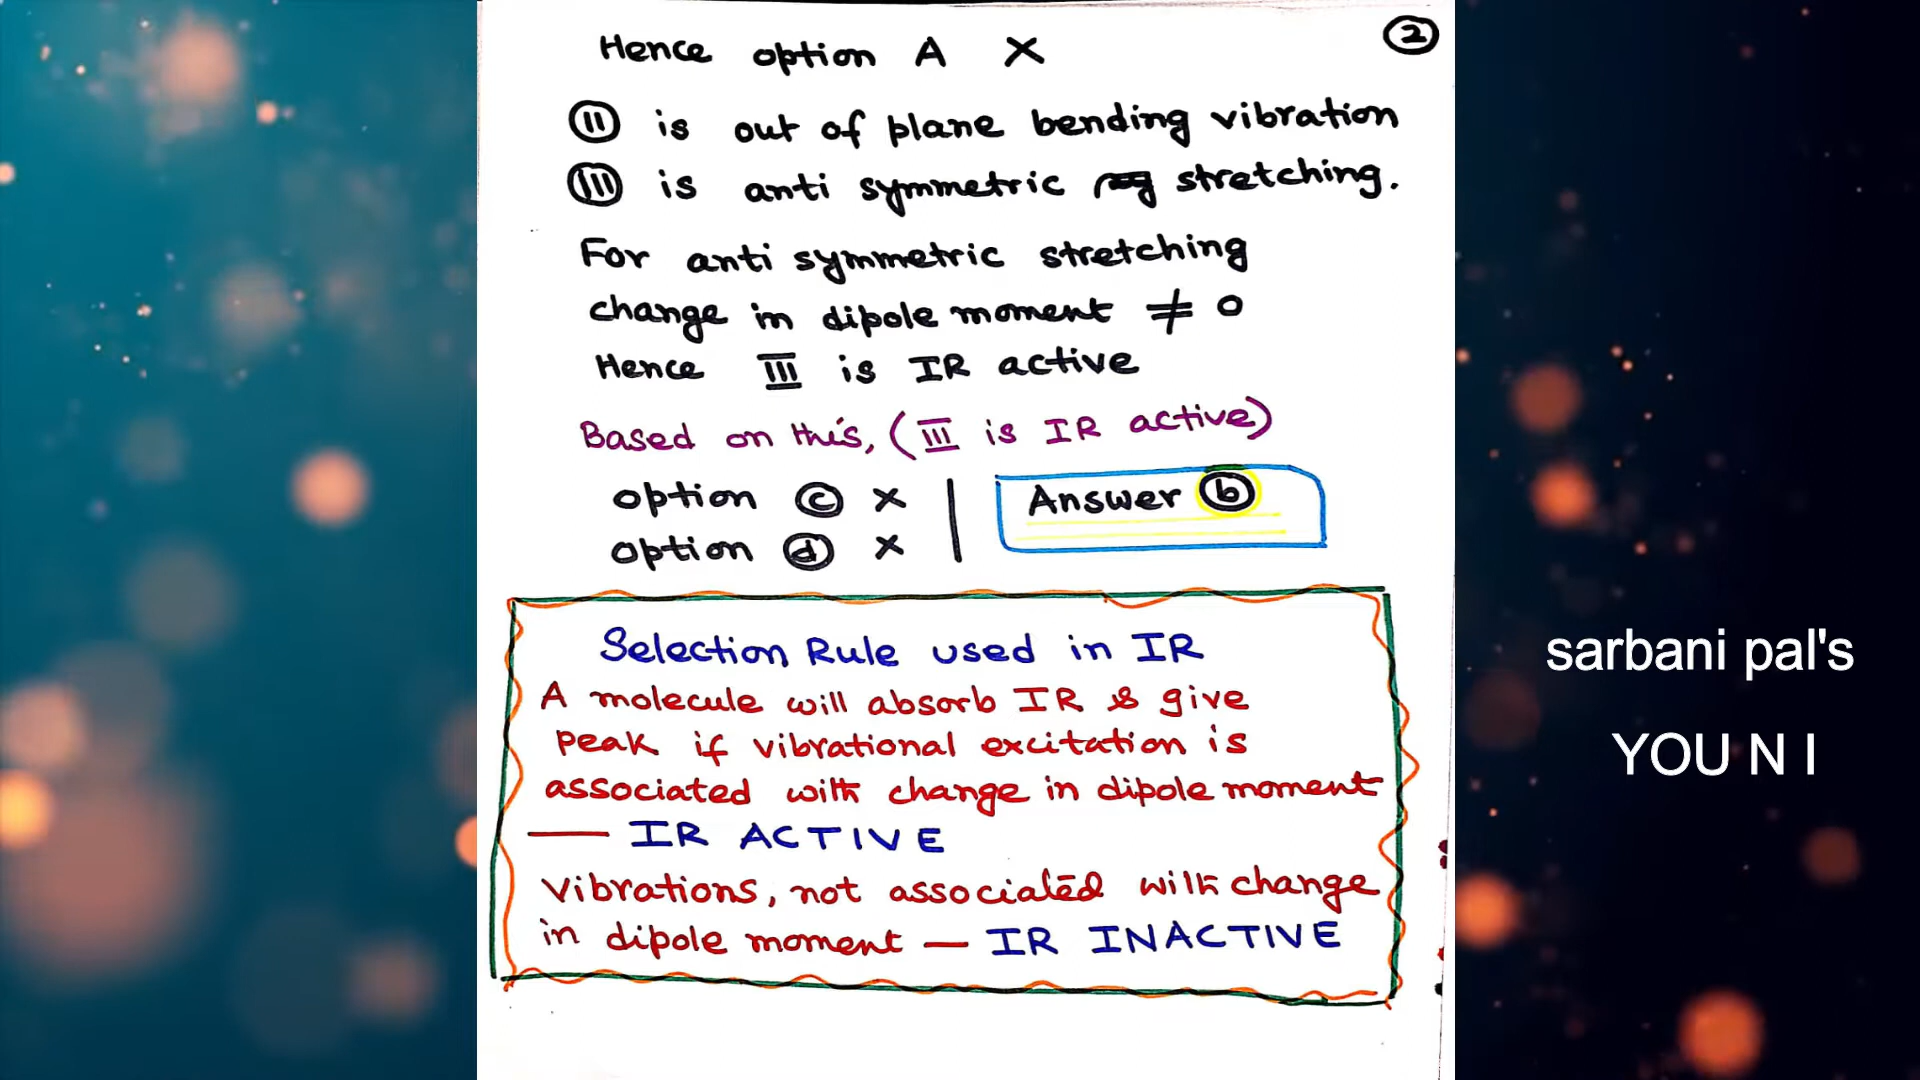 2
Hence option A X
II is out of plane bending vibration
III is anti symmetric stretching.
For anti symmetric stretching
change in dipole moment ≠ 0
Hence III is IR active
Based on this, (III is IR active)
option c x
option d x
Answer b
Selection Rule used in IR
A molecule will absorb IR & give
peak if vibrational excitation is
associated with change in dipole moment
— IR ACTIVE
Vibrations, not associated with change
in dipole moment — IR INACTIVE
sarbani pal's
YOU N I